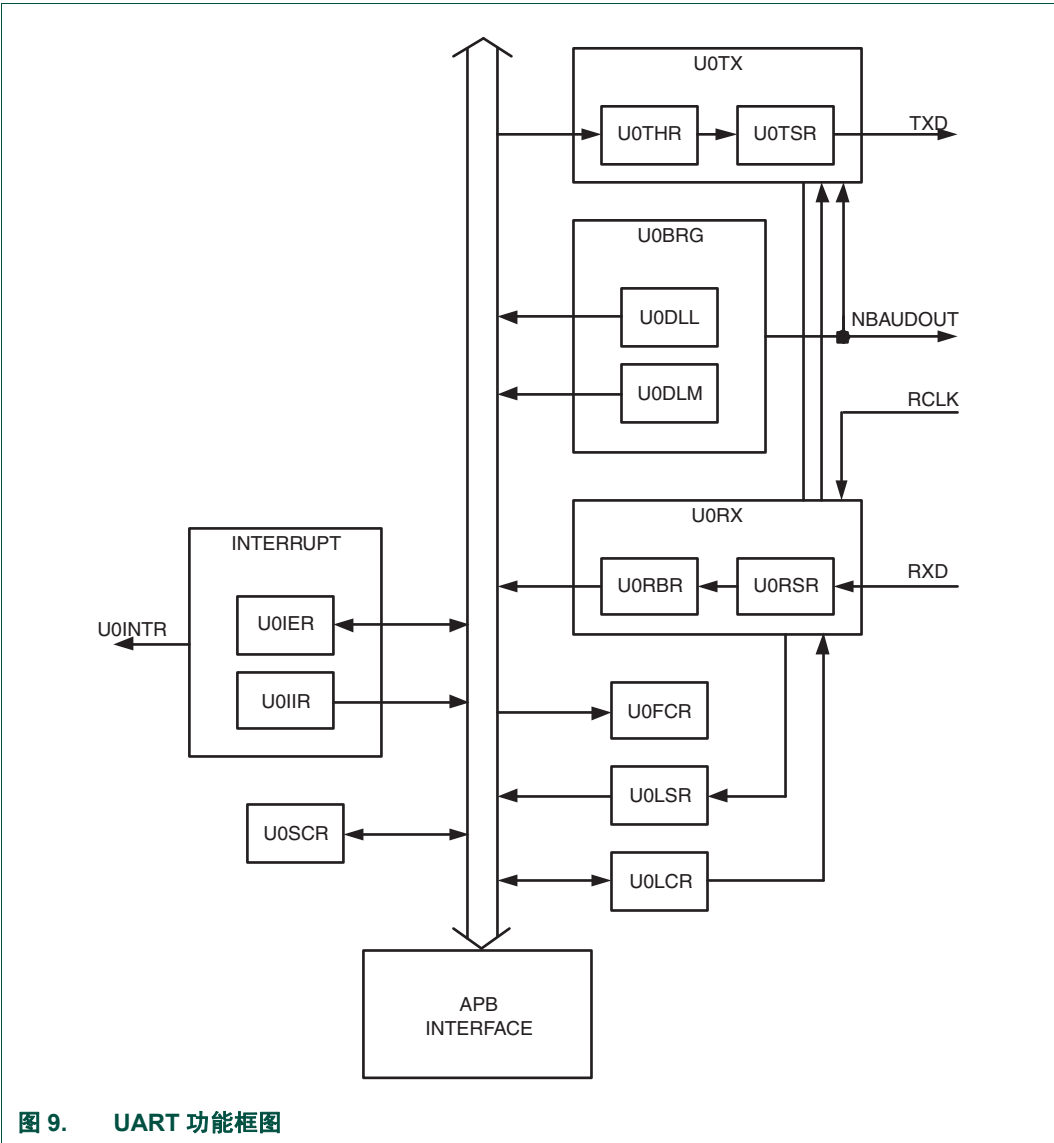 U0TX
U0THR
U0TSR
TXD
U0BRG
U0DLL
NBAUDOUT
U0DLM
RCLK
U0RX
INTERRUPT
U0RBR
U0RSR
RXD
U0IER
U0INTR
U0IIR
U0FCR
U0LSR
U0SCR
U0LCR
APB
INTERFACE
图 9. UART 功能框图